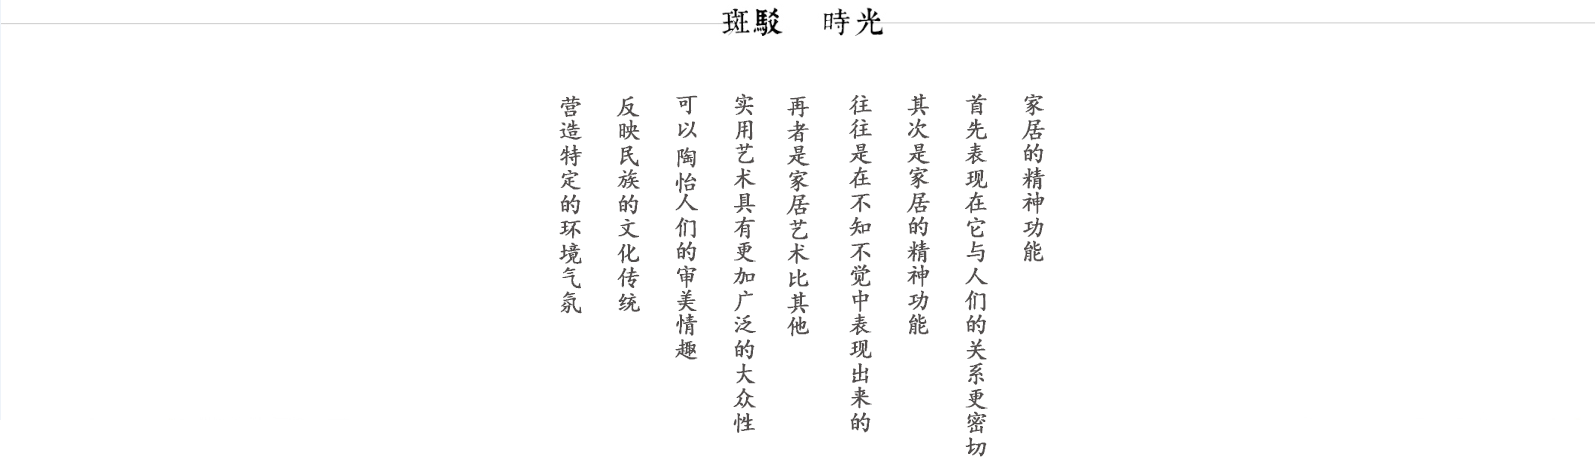 斑駁 時光
家居的精神功能
首先表现在它与人们的关系更密切
其次是家居的精神功能
往往是在不知不觉中表现出来的
再者是家居艺术比其他
实用艺术具有更加广泛的大众性
可以陶怡人们的审美情趣
反映民族的文化传统
营造特定的环境气氛